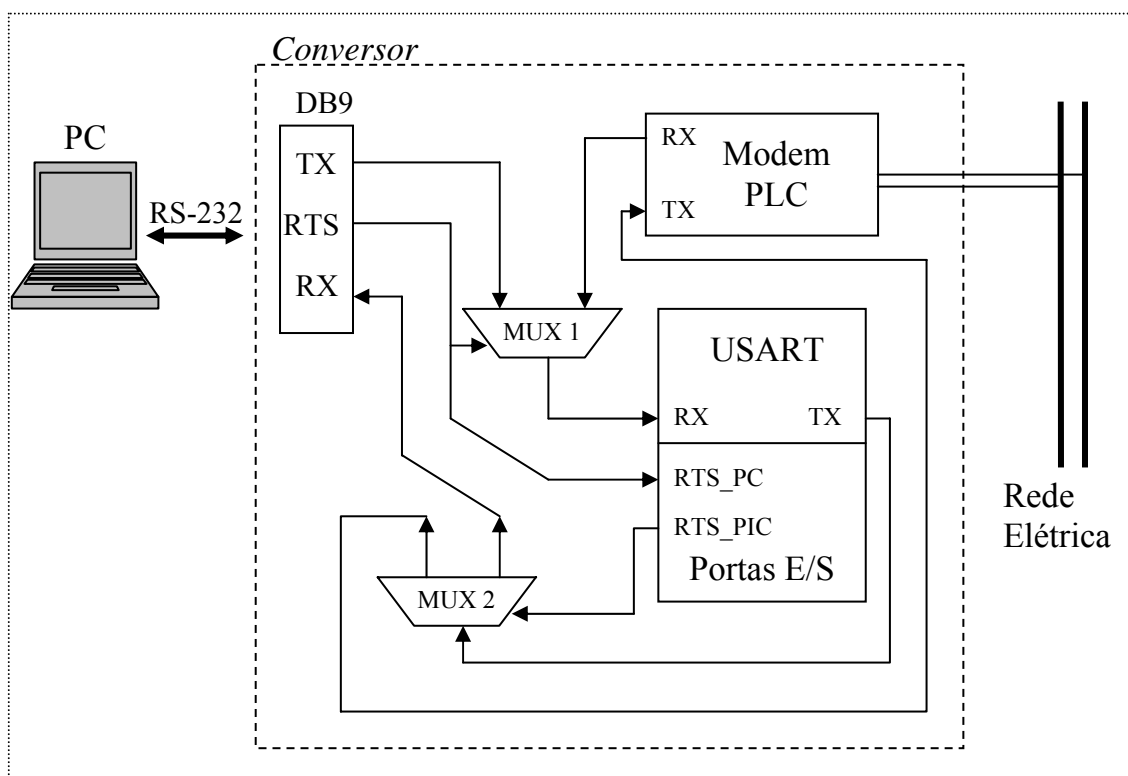 Conversor
DB9
PC
TX
RTS
RX
RS-232
RX
Modem
PLC
TX
MUX 1
USART
RX TX
RTS_PC
RTS_PIC
Portas E/S
MUX 2
Rede
Elétrica